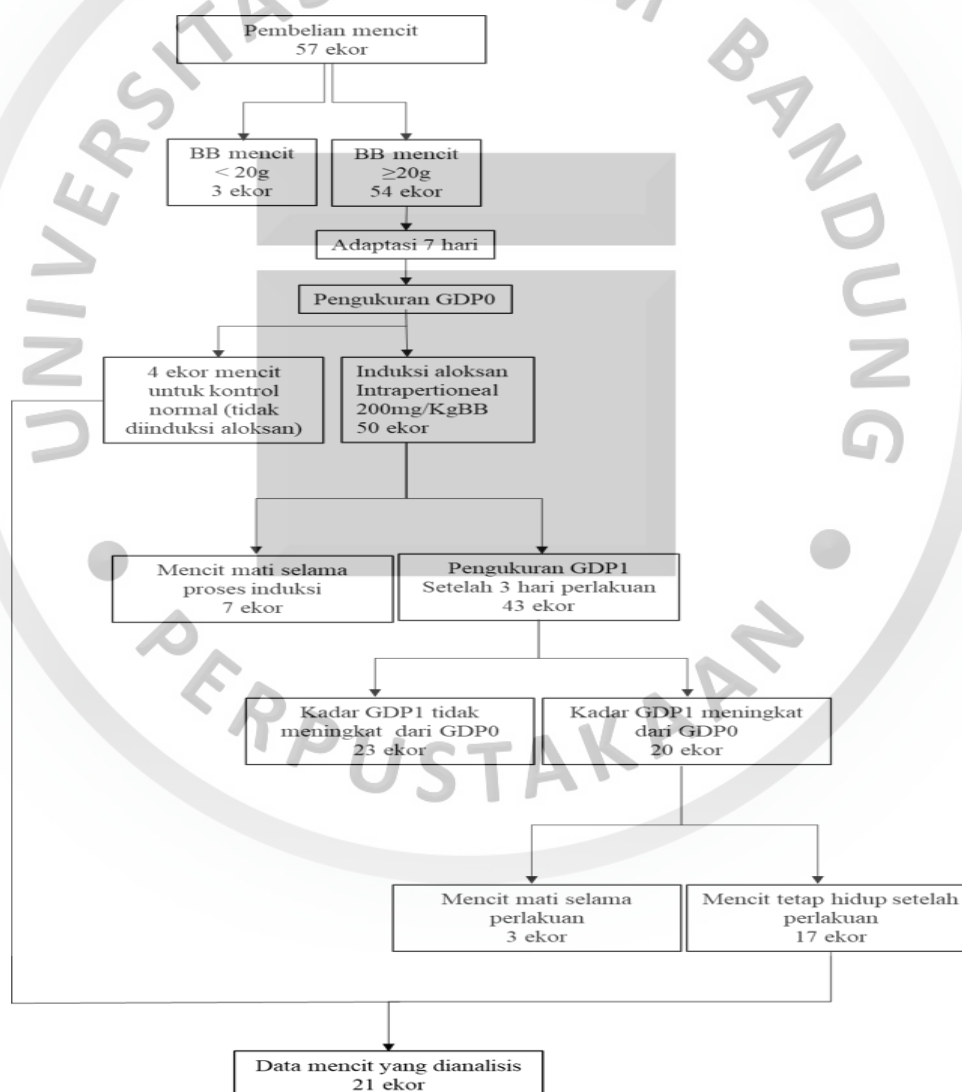 Pembelian mencit
57 ekor
BB mencit
< 20g
3 ekor
BB mencit
≥20g
54 ekor
Adaptasi 7 hari
Pengukuran GDP0
4 ekor mencit
untuk kontrol
normal (tidak
diinduksi aloksan)
Induksi aloksan
Intrapertioneal
200mg/KgBB
50 ekor
Mencit mati selama
proses induksi
7 ekor
Pengukuran GDP1
Setelah 3 hari perlakuan
43 ekor
Kadar GDP1 tidak
meningkat dari GDP0
23 ekor
Kadar GDP1 meningkat
dari GDP0
20 ekor
Mencit mati selama
perlakuan
3 ekor
Mencit tetap hidup setelah
perlakuan
17 ekor
Data mencit yang dianalisis
21 ekor
UNIVERSITAS
BANDUNG
PERPUSTAKAAN